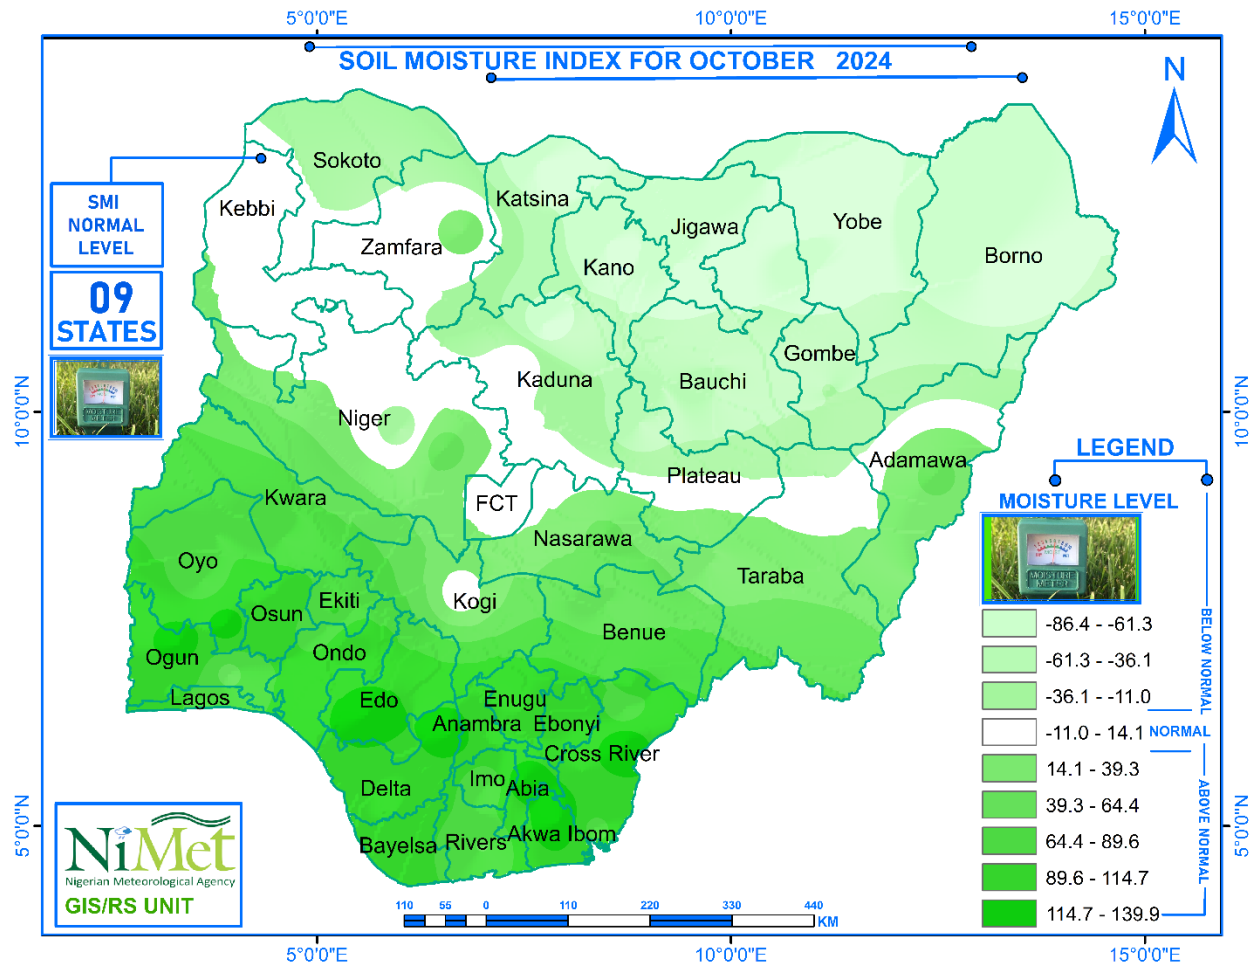 5°0'0"E
10°0'0"E
15°0'0"E
SOIL MOISTURE INDEX FOR OCTOBER 2024
N
SMI
NORMAL
LEVEL
09
STATES
Sokoto
Kebbi
Zamfara
Katsina
Jigawa
Kano
Yobe
Borno
Gombe
Bauchi
Kaduna
Niger
Plateau
Adamawa
FCT
Kwara
Nasarawa
Taraba
Oyo
Kogi
Benue
Osun
Ekiti
Ogun
Ondo
Lagos
Edo
Enugu
Anambra
Ebonyi
Cross River
Delta
Imo
Abia
Bayelsa
Rivers
Akwa Ibom
10°0'0"N
10°0'0"N
5°0'0"N
5°0'0"N
LEGEND
MOISTURE LEVEL
MOISTURE
METRO
-86.4 - -61.3
-61.3 - -36.1
-36.1 - -11.0
-11.0 - 14.1
14.1 - 39.3
39.3 - 64.4
64.4 - 89.6
89.6 - 114.7
114.7 - 139.9
BELOW NORMAL
NORMAL
ABOVE NORMAL
NiMet
Nigerian Meteorological Agency
GIS/RS UNIT
110 55 0 110 220 330 440
KM
5°0'0"E
10°0'0"E
15°0'0"E